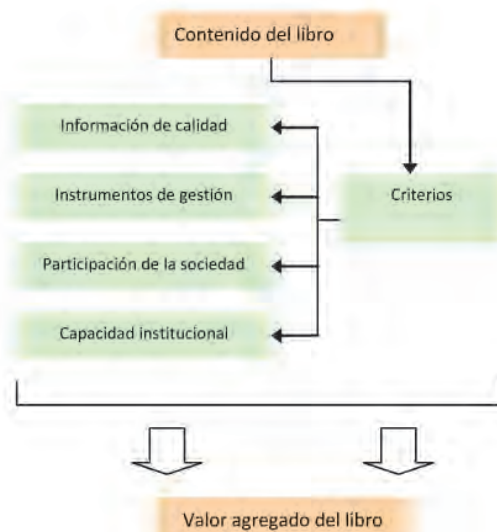 Contenido del libro
Información de calidad
Instrumentos de gestión
Criterios
Participación de la sociedad
Capacidad institucional
Valor agregado del libro